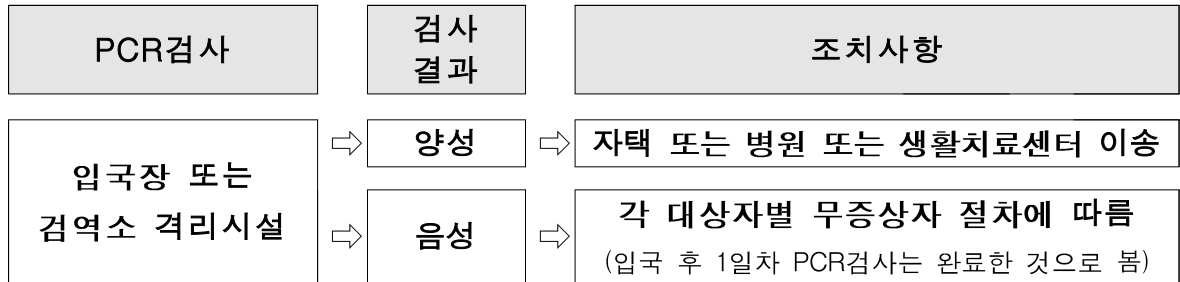 PCR검사
검사
결과
조치사항
입국장 또는
검역소 격리시설
⇨ 양성 ⇨ 자택 또는 병원 또는 생활치료센터 이송
⇨ 음성 ⇨ 각 대상자별 무증상자 절차에 따름
(입국 후 1일차 PCR검사는 완료한 것으로 봄)